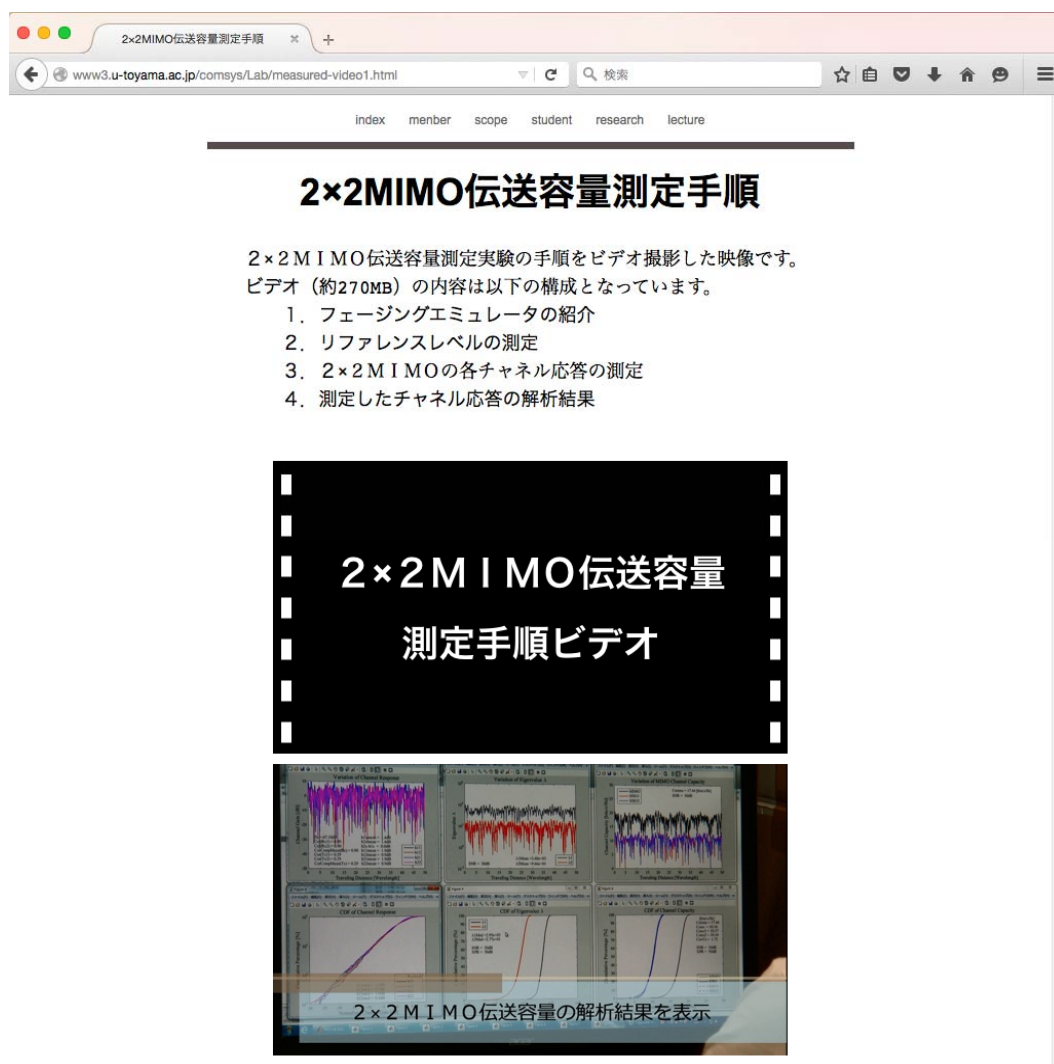 2×2MIMO伝送容量測定手順
www3.u-toyama.ac.jp/comsys/Lab/measured-video1.html
検索
index menber scope student research lecture
2×2MIMO伝送容量測定手順
２×２ＭＩＭＯ伝送容量測定実験の手順をビデオ撮影した映像です。
ビデオ（約270MB）の内容は以下の構成となっています。
１．フェージングエミュレータの紹介
２．リファレンスレベルの測定
３．２×２ＭＩＭＯの各チャネル応答の測定
４．測定したチャネル応答の解析結果
２×２ＭＩＭＯ伝送容量
測定手順ビデオ
Variation of Channel Response
Variation of Eigenvalue λ
Variation of MIMO Channel Capacity
Traveling Distance [Wavelength]
Traveling Distance [Wavelength]
Traveling Distance [Wavelength]
CDF of Channel Response
CDF of Eigenvalue λ
CDF of Channel Capacity
２×２ＭＩＭＯ伝送容量の解析結果を表示